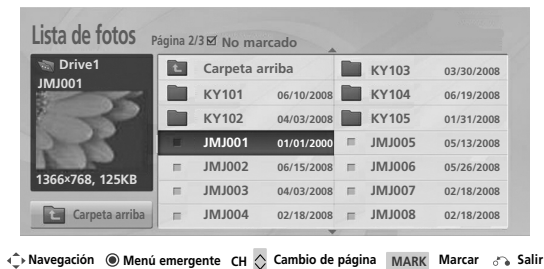 Lista de fotos Página 2/3 No marcado
Drive1
JMJ001
1366×768, 125KB
Carpeta arriba
Carpeta arriba KY103 03/30/2008
KY101 06/10/2008 KY104 06/19/2008
KY102 04/03/2008 KY105 01/31/2008
JMJ001 01/01/2000 JMJ005 05/13/2008
JMJ002 06/15/2008 JMJ006 05/26/2008
JMJ003 04/03/2008 JMJ007 02/18/2008
JMJ004 02/18/2008 JMJ008 02/18/2008
Navegación Menú emergente CH Cambio de página MARK Marcar Salir